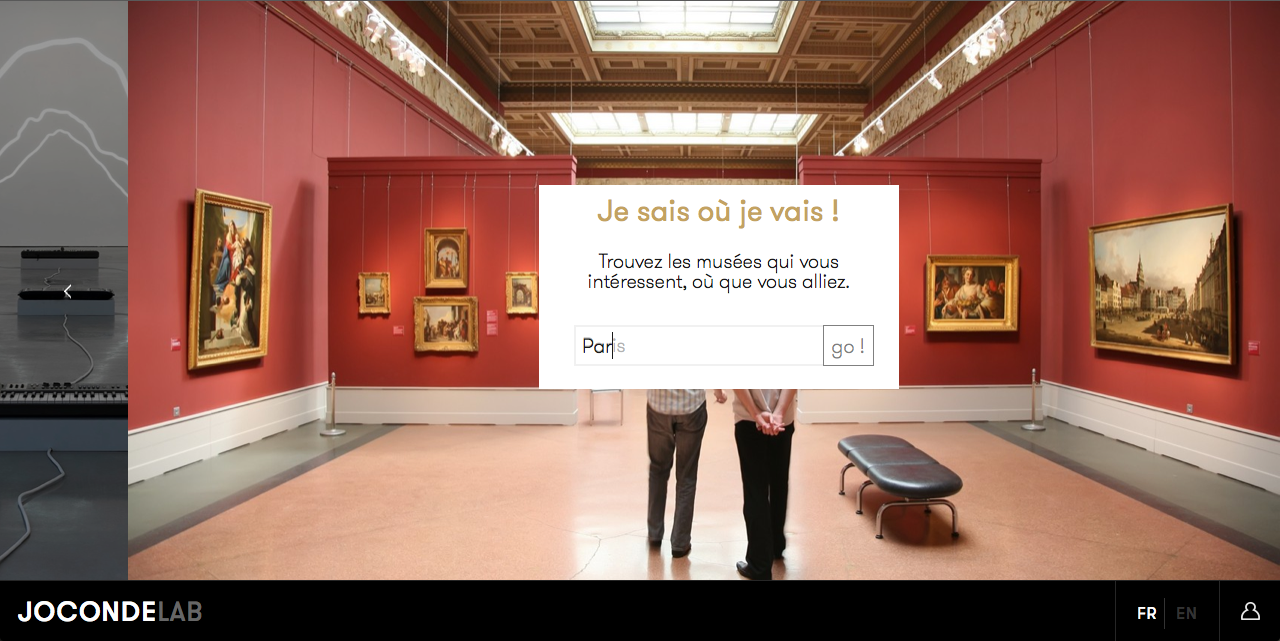 Je sais où je vais !
Trouvez les musées qui vous
intéressent, où que vous alliez.
Paris
go !
JOCONDELAB
FR
EN